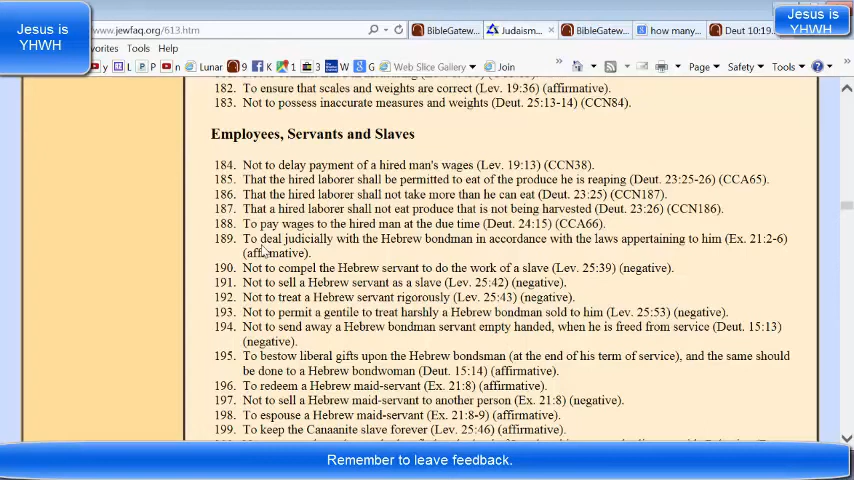 Jesus is
YHWH
www.jewfaq.org/613.htm
BibleGatew...
Judaism...
BibleGatew...
how many...
Deut 10:19...
Jesus is
YHWH
Tools Help
y L P n Lunar 9 K 1 3 G Web Slice Gallery Join
Page Safety Tools
182. To ensure that scales and weights are correct (Lev. 19:36) (affirmative).
183. Not to possess inaccurate measures and weights (Deut. 25:13-14) (CCN84).
Employees, Servants and Slaves
184. Not to delay payment of a hired man's wages (Lev. 19:13) (CCN38).
185. That the hired laborer shall be permitted to eat of the produce he is reaping (Deut. 23:25-26) (CCA65).
186. That the hired laborer shall not take more than he can eat (Deut. 23:25) (CCN187).
187. That a hired laborer shall not eat produce that is not being harvested (Deut. 23:26) (CCN186).
188. To pay wages to the hired man at the due time (Deut. 24:15) (CCA66).
189. To deal judicially with the Hebrew bondman in accordance with the laws appertaining to him (Ex. 21:2-6)
(affirmative).
190. Not to compel the Hebrew servant to do the work of a slave (Lev. 25:39) (negative).
191. Not to sell a Hebrew servant as a slave (Lev. 25:42) (negative).
192. Not to treat a Hebrew servant rigorously (Lev. 25:43) (negative).
193. Not to permit a gentile to treat harshly a Hebrew bondman sold to him (Lev. 25:53) (negative).
194. Not to send away a Hebrew bondman servant empty handed, when he is freed from service (Deut. 15:13)
(negative).
195. To bestow liberal gifts upon the Hebrew bondsman (at the end of his term of service), and the same should
be done to a Hebrew bondwoman (Deut. 15:14) (affirmative).
196. To redeem a Hebrew maid-servant (Ex. 21:8) (affirmative).
197. Not to sell a Hebrew maid-servant to another person (Ex. 21:8) (negative).
198. To espouse a Hebrew maid-servant (Ex. 21:8-9) (affirmative).
199. To keep the Canaanite slave forever (Lev. 25:46) (affirmative).
Remember to leave feedback.